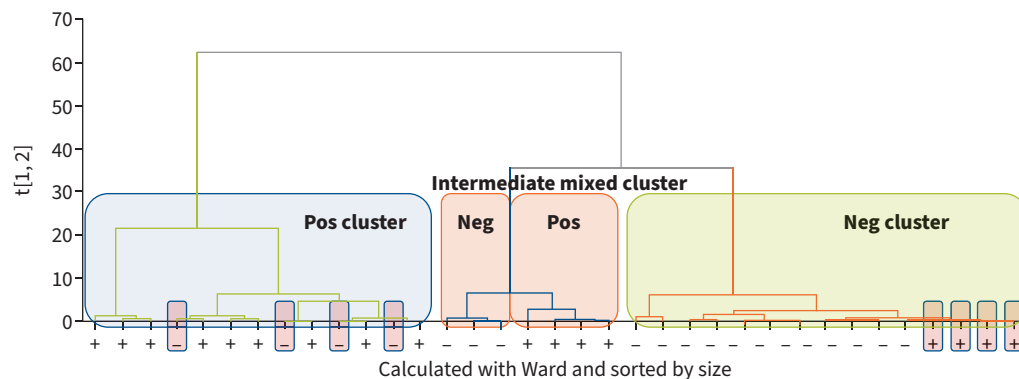 70
60
50
40
30
20
10
0
t[1, 2]
Intermediate mixed cluster
Pos cluster
Neg
Pos
Neg cluster
+ + + – + + + – + – + – + – – – + + + + – – – – – – – – – – – + + + +
Calculated with Ward and sorted by size